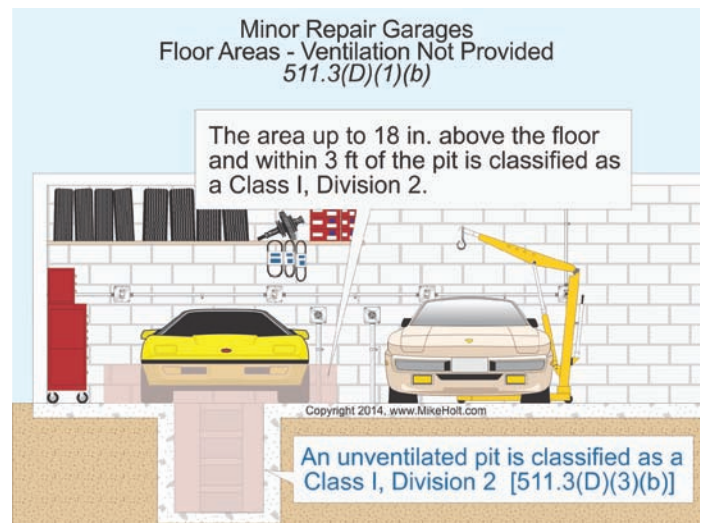 Minor Repair Garages
Floor Areas - Ventilation Not Provided
511.3(D)(1)(b)
The area up to 18 in. above the floor
and within 3 ft of the pit is classified as
a Class I, Division 2.
Copyright 2014, www.MikeHolt.com
An unventilated pit is classified as a
Class I, Division 2 [511.3(D)(3)(b)]